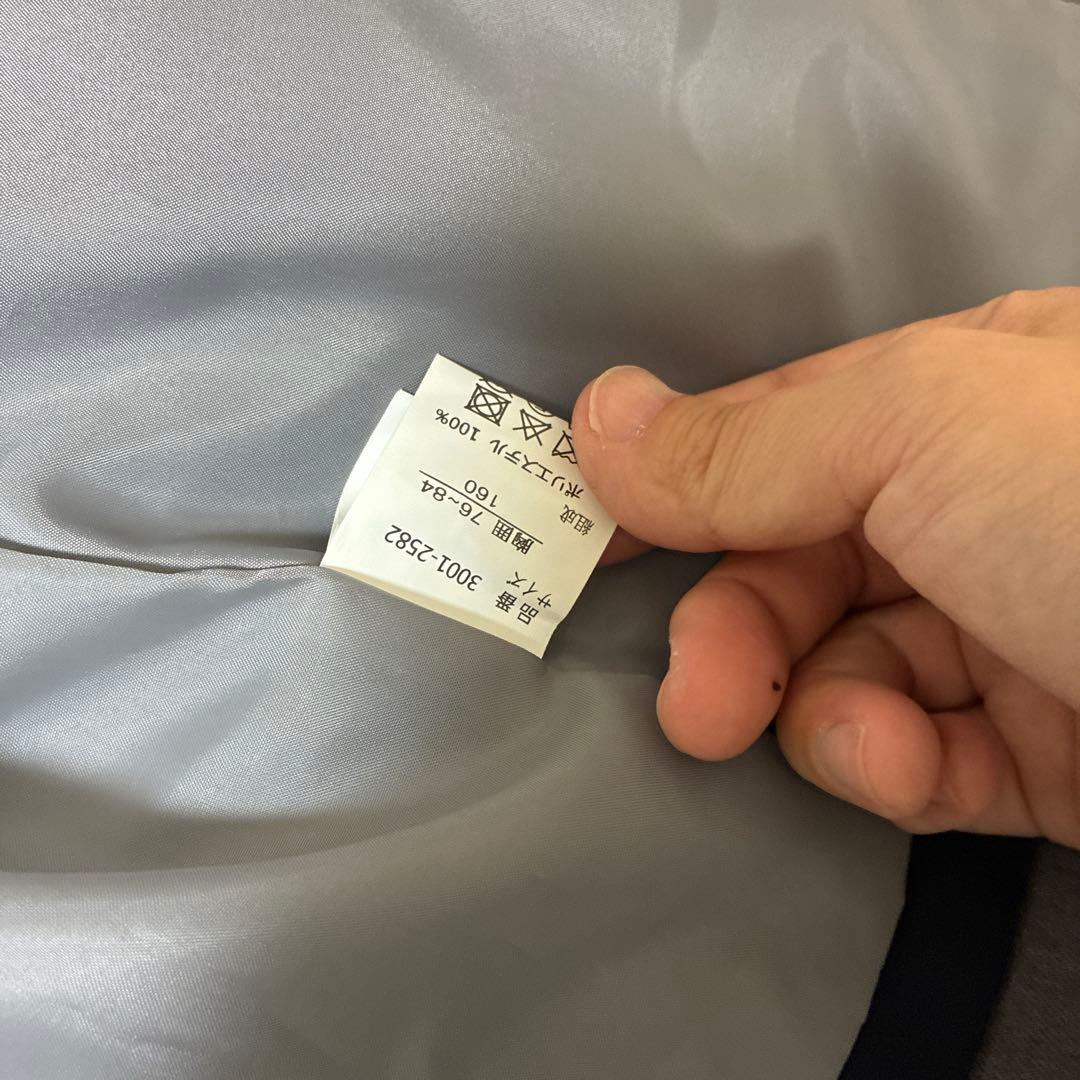 品番 3001-2582
サイズ
胸囲 76~84
160
組成
ポリエステル 100%